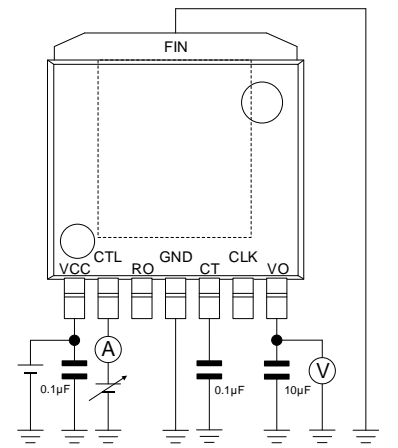 FIN
CTL GND CLK
VCC RO CT VO
A
V
0.1µF 0.1µF 10µF